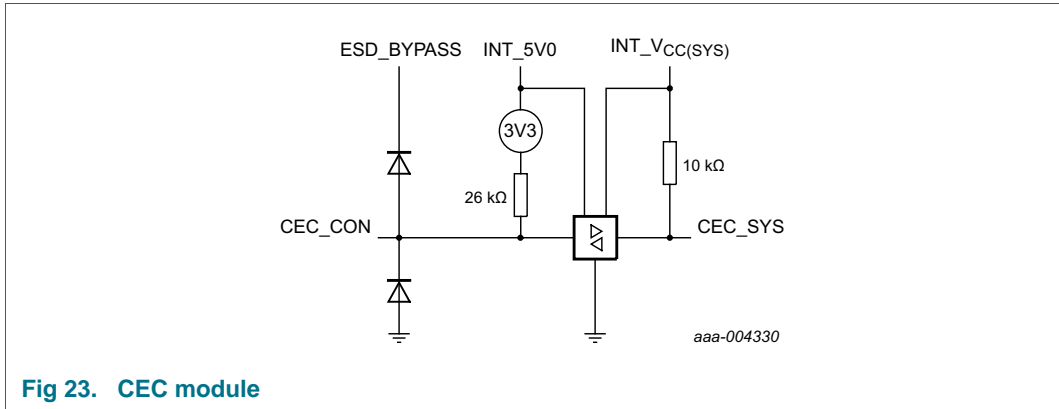 ESD_BYPASS INT_5V0 INT_VCC(SYS)
3V3
10 kΩ
26 kΩ
CEC_CON CEC_SYS
aaa-004330
Fig 23. CEC module